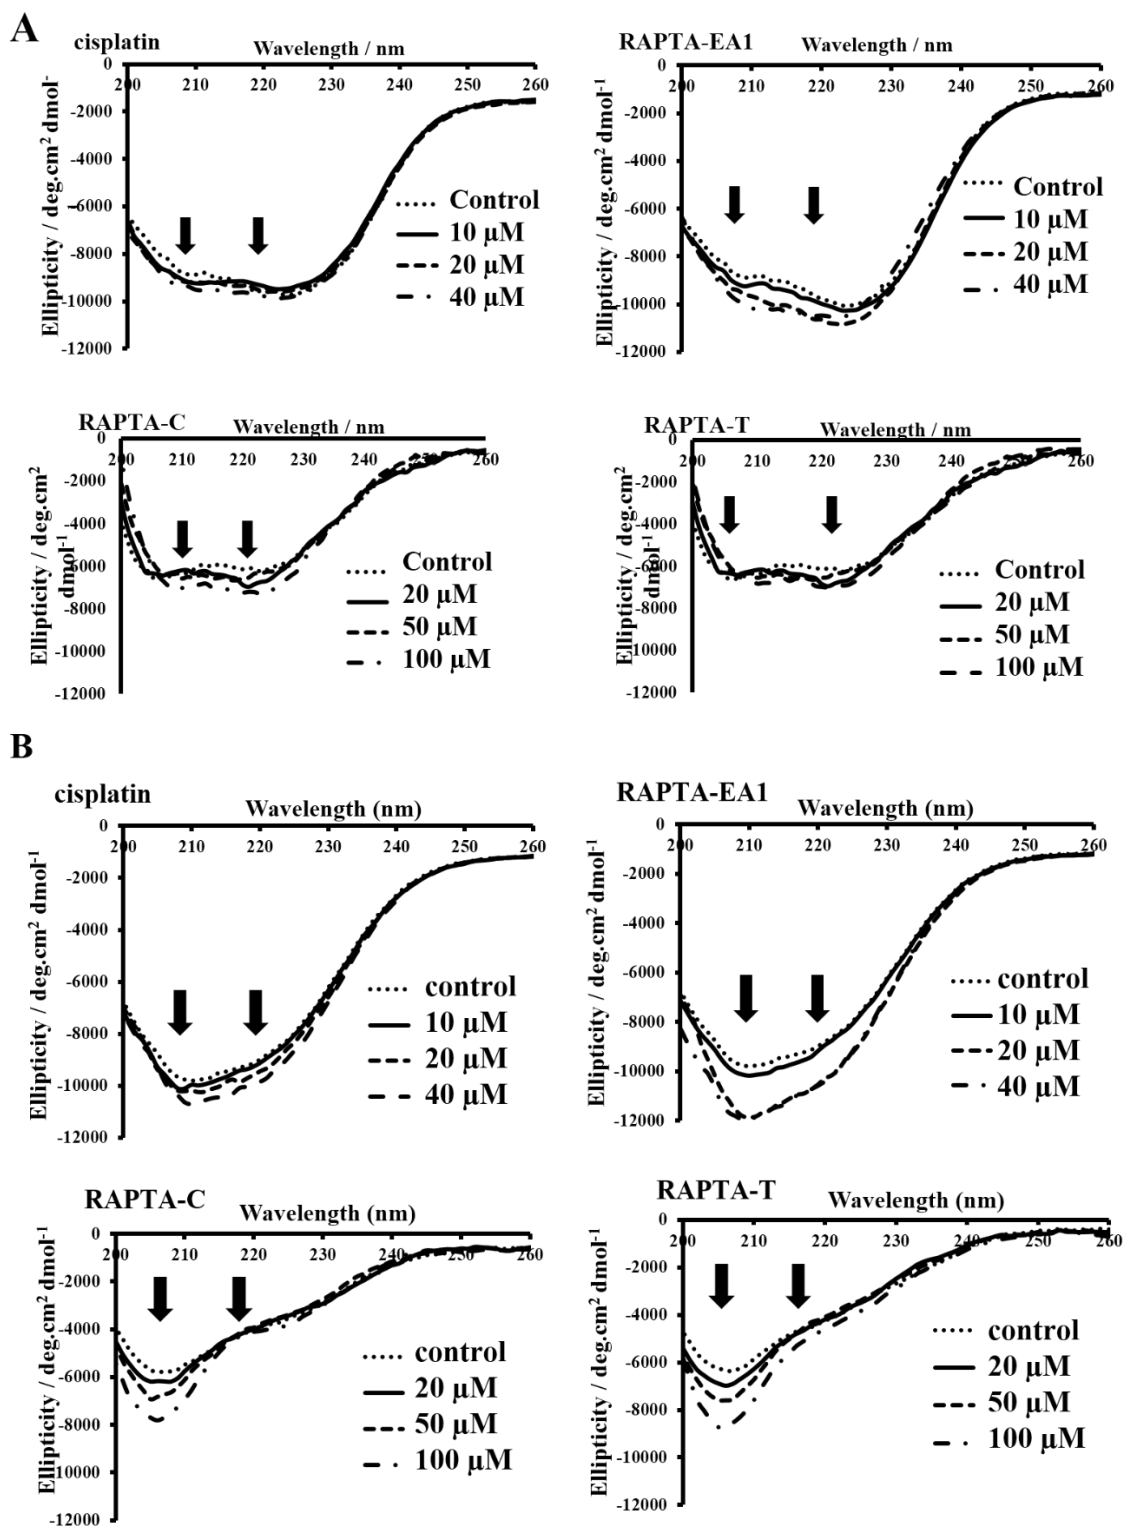 A
cisplatin
Wavelength / nm
0
200 210 220 230 240 250 260
-2000
-4000
-6000
-8000
-10000
-12000
Ellipticity / deg.cm² dmol⁻
Control
10 µM
20 µM
40 µM
RAPTA-EA1
Wavelength / nm
0
200 210 220 230 240 250 260
-2000
-4000
-6000
-8000
-10000
-12000
Ellipticity / deg.cm² dmol⁻¹
Control
10 µM
20 µM
40 µM
RAPTA-C
Wavelength / nm
0
200 210 220 230 240 250 260
-2000
-4000
-6000
-8000
-10000
-12000
Ellipticity / deg.cm²
dmol⁻¹
Control
20 µM
50 µM
100 µM
RAPTA-T
Wavelength / nm
0
200 210 220 230 240 250 260
-2000
-4000
-6000
-8000
-10000
-12000
Ellipticity / deg.cm²
dmol⁻¹
Control
20 µM
50 µM
100 µM
B
cisplatin
Wavelength (nm)
0
200 210 220 230 240 250 260
-2000
-4000
-6000
-8000
-10000
-12000
Ellipticity / deg.cm² dmol⁻¹
control
10 µM
20 µM
40 µM
RAPTA-EA1
Wavelength (nm)
0
200 210 220 230 240 250 260
-2000
-4000
-6000
-8000
-10000
-12000
Ellipticity / deg.cm² dmol⁻¹
control
10 µM
20 µM
40 µM
RAPTA-C
Wavelength (nm)
0
200 210 220 230 240 250 260
-2000
-4000
-6000
-8000
-10000
-12000
Ellipticity / deg.cm² dmol⁻¹
control
20 µM
50 µM
100 µM
RAPTA-T
Wavelength (nm)
0
200 210 220 230 240 250 260
-2000
-4000
-6000
-8000
-10000
-12000
Ellipticity / deg.cm² dmol⁻¹
control
20 µM
50 µM
100 µM